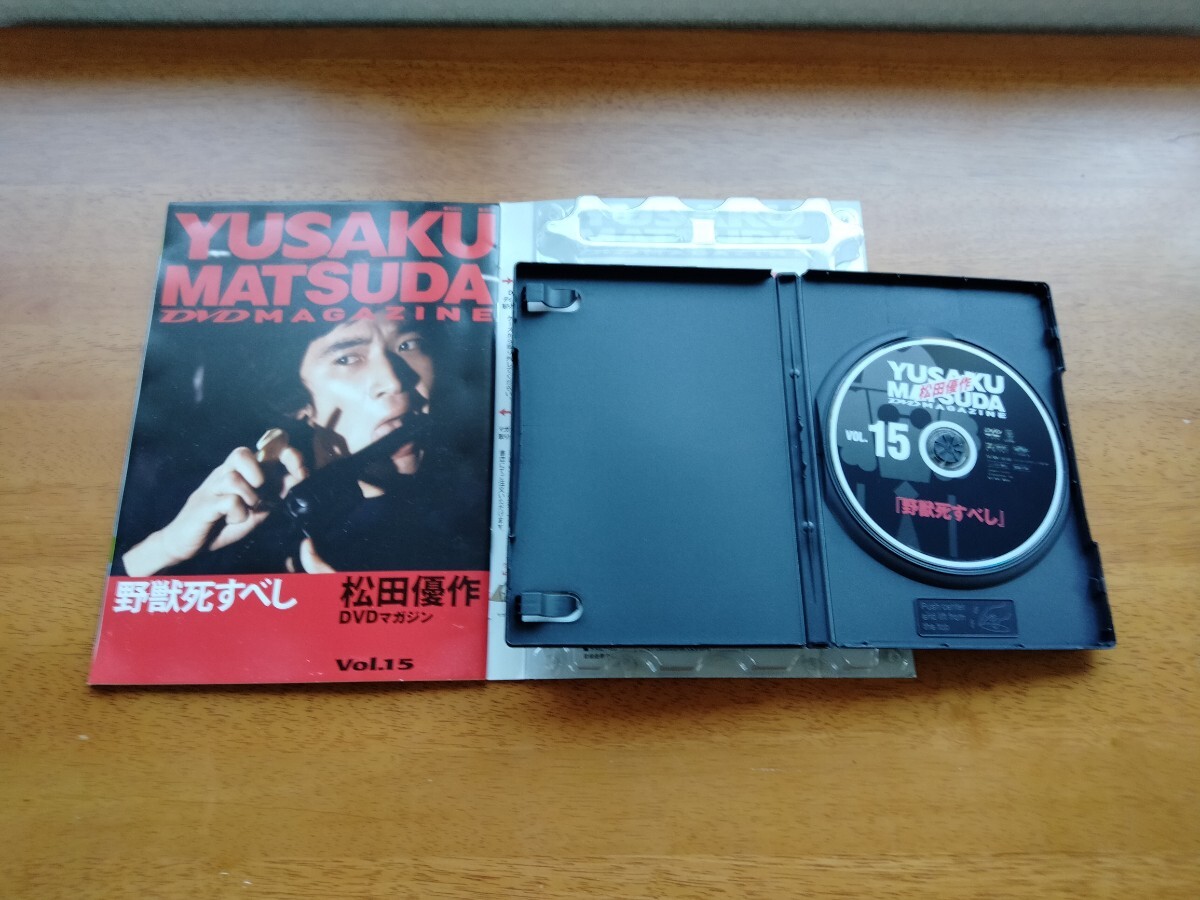 YUSAKU
MATSUDA
DVD MAGAZINE
野獣死すべし
松田優作
DVDマガジン
Vol.15
YUSAKU
松田優作
MATSUDA
DVD MAGAZINE
VOL. 15
『野獣死すべし』
Push center
and lift from
the top